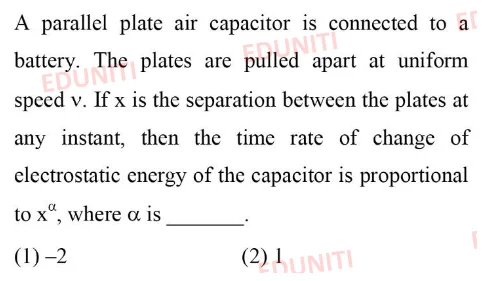 A parallel plate air capacitor is connected to a
battery. The plates are pulled apart at uniform
speed v. If x is the separation between the plates at
any instant, then the time rate of change of
electrostatic energy of the capacitor is proportional
to x^α, where α is _______.
(1) –2 (2) 1
EDUNITI
EDUNITI
EDUNITI